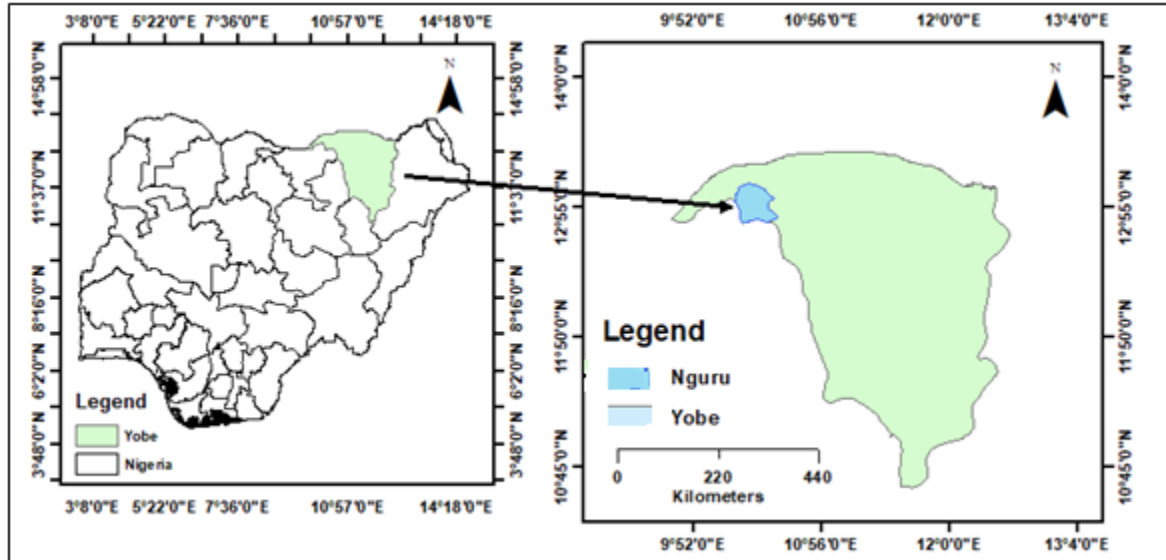 3°8'0"E 5°22'0"E 7°36'0"E 10°57'0"E 14°18'0"E
14°58'0"N
11°37'0"N
8°16'0"N
6°2'0"N
3°48'0"N
N
14°58'0"N
11°37'0"N
8°16'0"N
6°2'0"N
3°48'0"N
Legend
Yobe
Nigeria
3°8'0"E 5°22'0"E 7°36'0"E 10°57'0"E 14°18'0"E
9°52'0"E 10°56'0"E 12°0'0"E 13°4'0"E
14°0'0"N
12°55'0"N
11°50'0"N
10°45'0"N
N
14°0'0"N
12°55'0"N
11°50'0"N
10°45'0"N
Legend
Nguru
Yobe
0 220 440
Kilometers
9°52'0"E 10°56'0"E 12°0'0"E 13°4'0"E